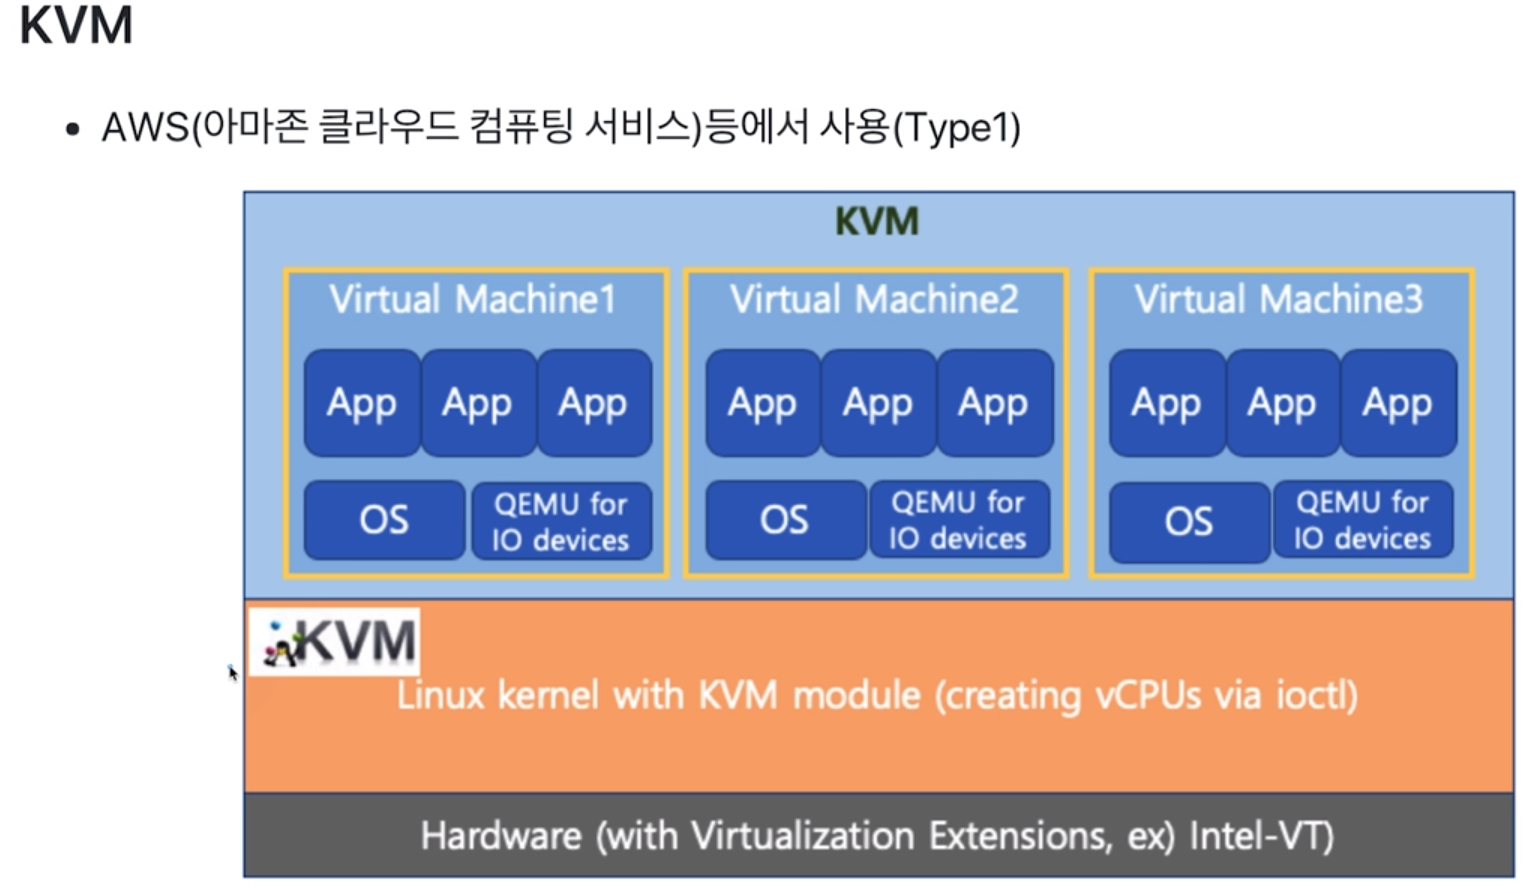 KVM
• AWS(아마존 클라우드 컴퓨팅 서비스)등에서 사용(Type1)
KVM
Virtual Machine1
App App App
OS
QEMU for
IO devices
Virtual Machine2
App App App
OS
QEMU for
IO devices
Virtual Machine3
App App App
OS
QEMU for
IO devices
KVM
Linux kernel with KVM module (creating vCPUs via ioctl)
Hardware (with Virtualization Extensions, ex) Intel-VT)